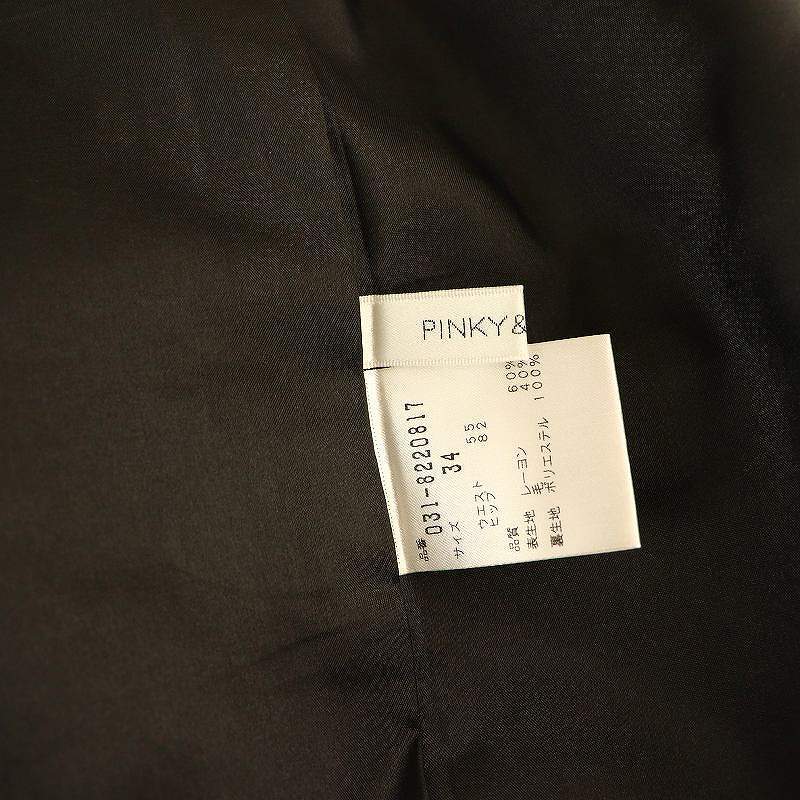 PINKY&
品番 031-8220817
サイズ 34
ウエスト 55
ヒップ 82
品質
表生地 レーヨン 60%
毛 40%
裏生地 ポリエステル 100%